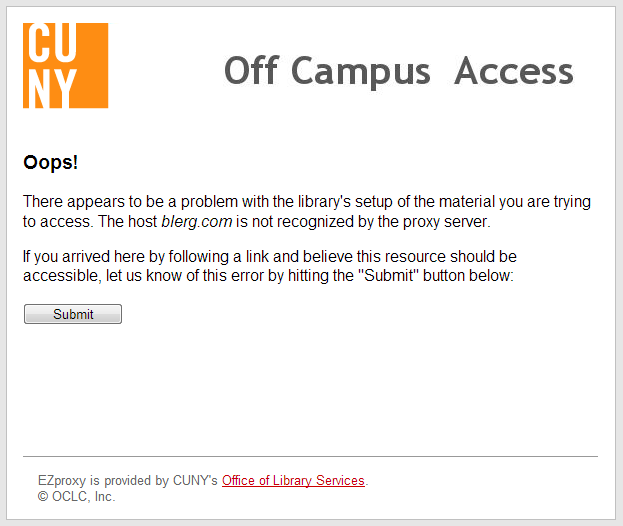 CU
NY
Off Campus Access
Oops!
There appears to be a problem with the library's setup of the material you are trying
to access. The host blerg.com is not recognized by the proxy server.
If you arrived here by following a link and believe this resource should be
accessible, let us know of this error by hitting the "Submit" button below:
Submit
EZproxy is provided by CUNY's Office of Library Services.
© OCLC, Inc.